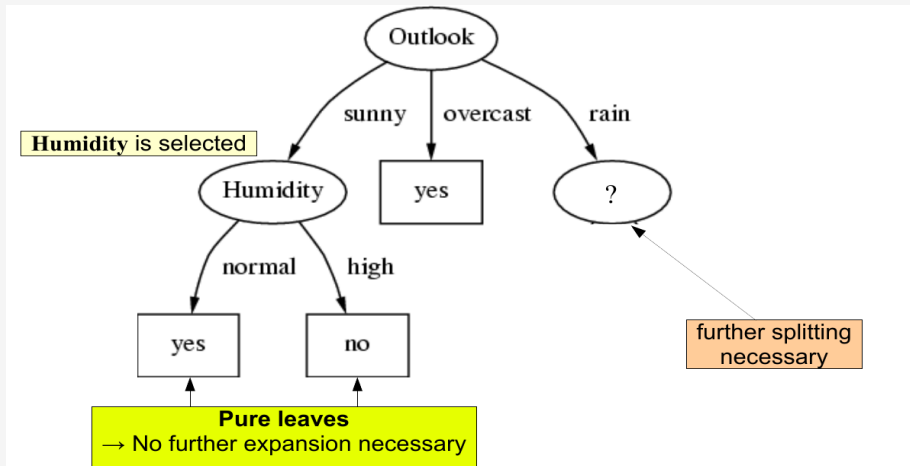 Outlook
sunny
overcast
rain
Humidity is selected
Humidity
yes
?
normal
high
yes
no
further splitting
necessary
Pure leaves
→ No further expansion necessary